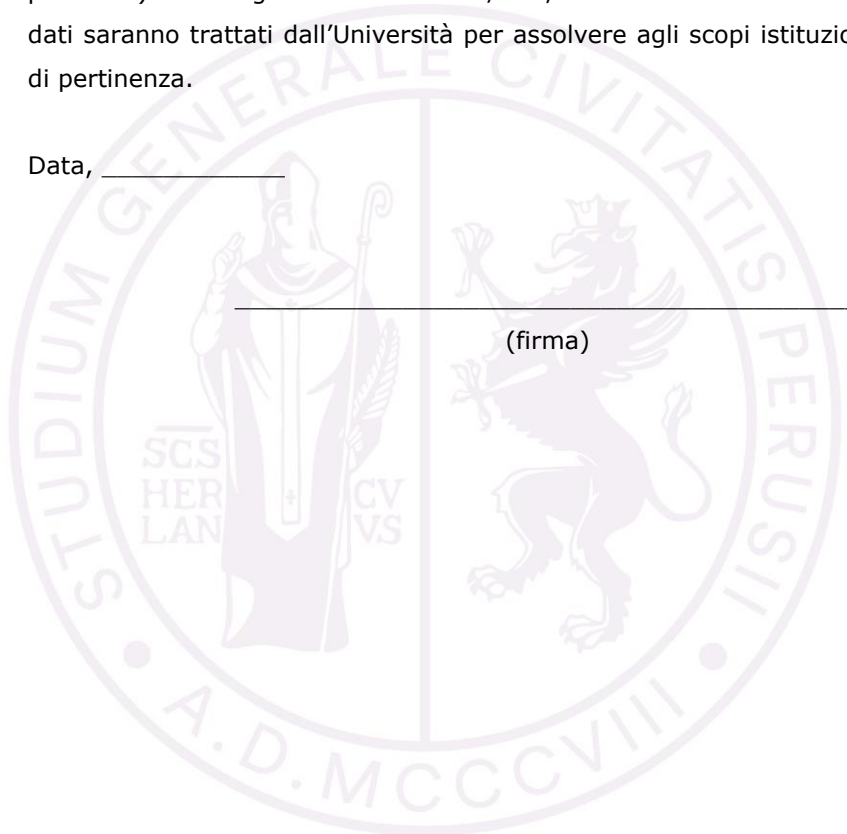 dati saranno trattati dall’Università per assolvere agli scopi
di pertinenza.
Data, _______________
(firma)
STUDIUM GENERALE CIVITATIS PERUSII
SCS
HER
LAN
CV
VS
• A.D. MCCCVIII •